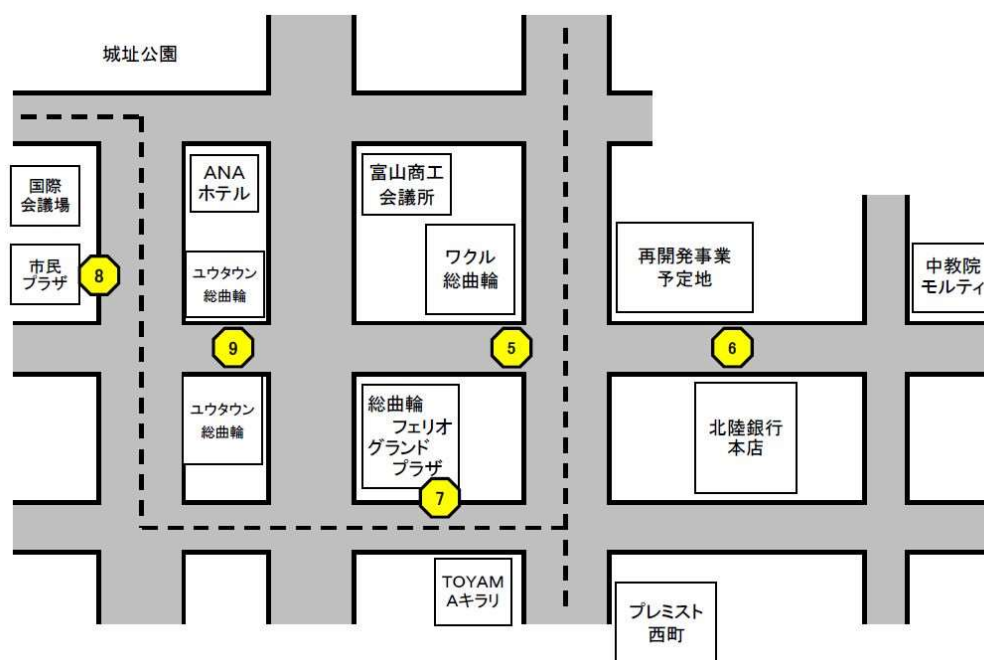 城址公園
国際
会議場
ANA
ホテル
富山商工
会議所
市民
プラザ
8
ユウタウン
総曲輪
ワクル
総曲輪
再開発事業
予定地
中教院
モルティ
9
5
6
ユウタウン
総曲輪
総曲輪
フェリオ
グランド
プラザ
7
北陸銀行
本店
TOYAM
Aキラリ
プレミスト
西町